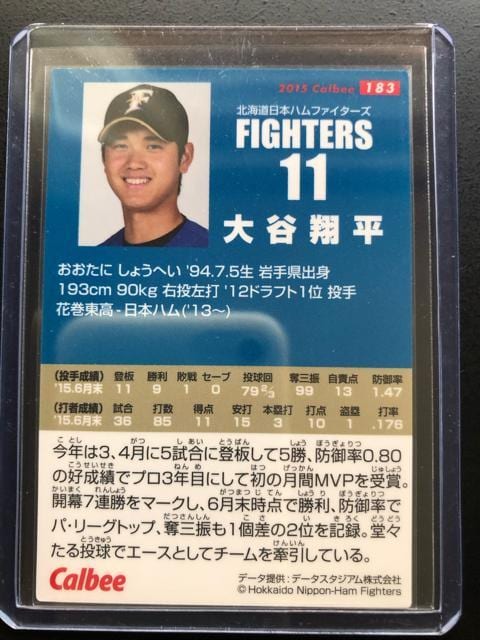 2015 Calbee 183
北海道日本ハムファイターズ
FIGHTERS
11
大谷翔平
おおたに しょうへい '94.7.5生 岩手県出身
193cm 90kg 右投左打 '12ドラフト1位 投手
花巻東高-日本ハム('13〜)
(投手成績) 登板 勝利 敗戦 セーブ 投球回 奪三振 自責点 防御率
'15.6月末 11 9 1 0 79 2/3 99 13 1.47
(打者成績) 試合 打数 得点 安打 本塁打 打点 盗塁 打率
'15.6月末 36 85 11 15 3 10 1 .176
今年は3、4月に5試合に登板して5勝、防御率0.80
の好成績でプロ3年目にして初の月間MVPを受賞。
開幕7連勝をマークし、6月末時点で勝利、防御率で
パ・リーグトップ、奪三振も1個差の2位を記録。堂々
たる投球でエースとしてチームを牽引している。
Calbee
データ提供:データスタジアム株式会社
© Hokkaido Nippon-Ham Fighters
F